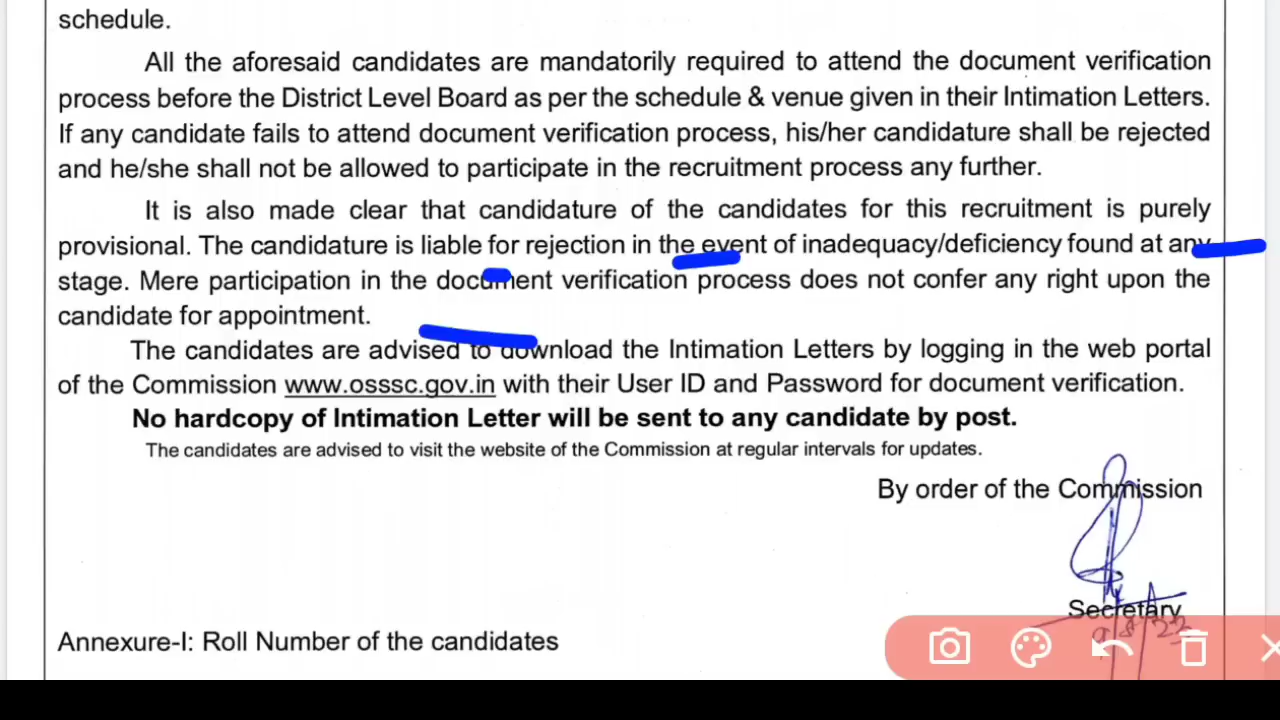 schedule.
All the aforesaid candidates are mandatorily required to attend the document verification
process before the District Level Board as per the schedule & venue given in their Intimation Letters.
If any candidate fails to attend document verification process, his/her candidature shall be rejected
and he/she shall not be allowed to participate in the recruitment process any further.
It is also made clear that candidature of the candidates for this recruitment is purely
provisional. The candidature is liable for rejection in the event of inadequacy/deficiency found at any
stage. Mere participation in the document verification process does not confer any right upon the
candidate for appointment.
The candidates are advised to download the Intimation Letters by logging in the web portal
of the Commission www.osssc.gov.in with their User ID and Password for document verification.
No hardcopy of Intimation Letter will be sent to any candidate by post.
The candidates are advised to visit the website of the Commission at regular intervals for updates.
By order of the Commission
Secretary
Annexure-I: Roll Number of the candidates